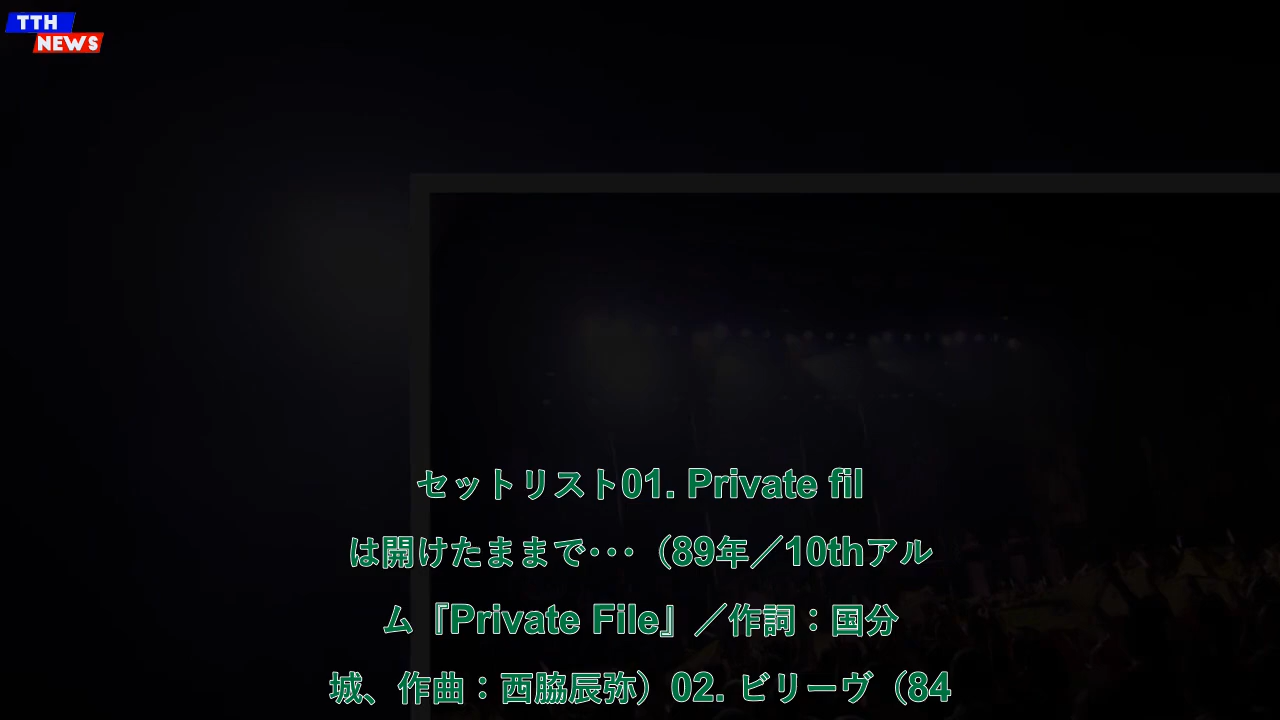 TTH
NEWS
セットリスト01. Private fil
は開けたままで･･･（89年／10thアル
ム『Private File』／作詞：国分
城、作曲：西脇辰弥）02. ビリーヴ（84